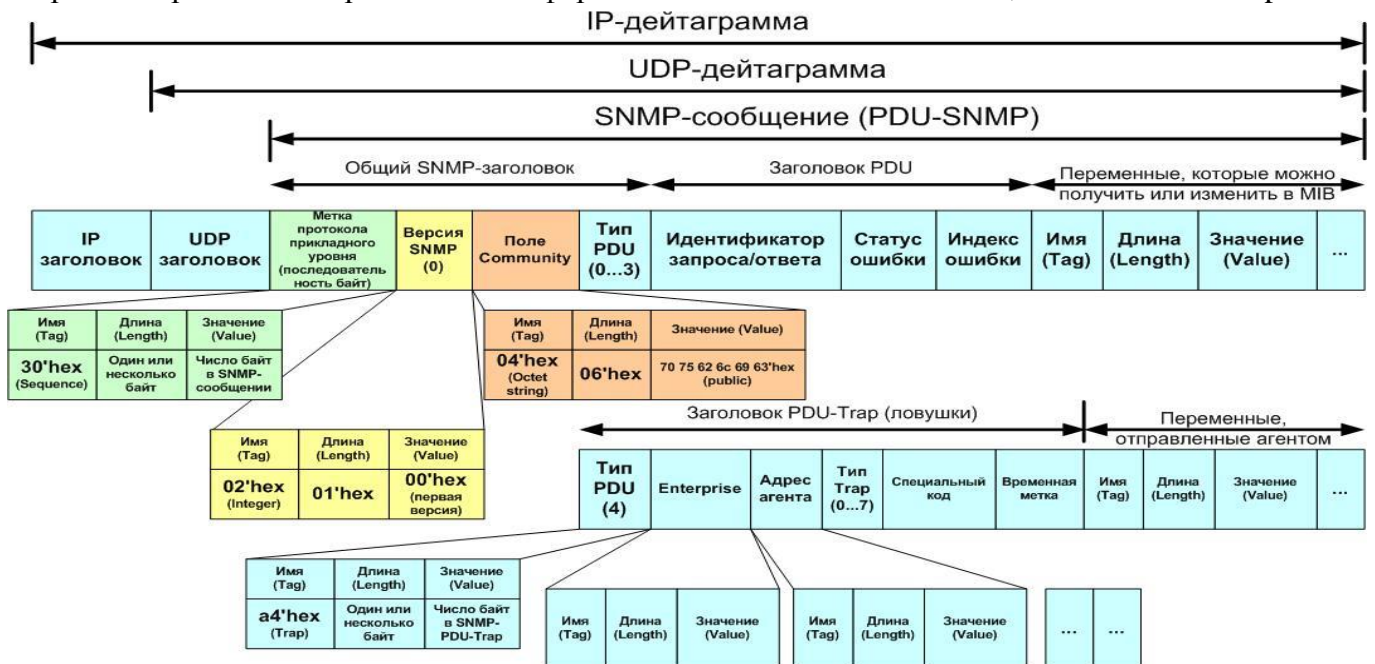 IP-дейтаграмма
UDP-дейтаграмма
SNMP-сообщение (PDU-SNMP)
Общий SNMP-заголовок
Заголовок PDU
Переменные, которые можно
получить или изменить в MIB
IP
заголовок
UDP
заголовок
Метка
протокола
прикладного
уровня
(последователь
ность байт)
Версия
SNMP
(0)
Поле
Community
Тип
PDU
(0...3)
Идентификатор
запроса/ответа
Статус
ошибки
Индекс
ошибки
Имя
(Tag)
Длина
(Length)
Значение
(Value)
...
Имя
(Tag)
Длина
(Length)
Значение
(Value)
30'hex
(Sequence)
Один или
несколько
байт
Число байт
в SNMP-
сообщении
Имя
(Tag)
Длина
(Length)
Значение (Value)
04'hex
(Octet
string)
06'hex
70 75 62 6c 69 63'hex
(public)
Имя
(Tag)
Длина
(Length)
Значение
(Value)
02'hex
(Integer)
01'hex
00'hex
(первая
версия)
Заголовок PDU-Trap (ловушки)
Переменные,
отправленные агентом
Тип
PDU
(4)
Enterprise
Адрес
агента
Тип
Trap
(0...7)
Специальный
код
Временная
метка
Имя
(Tag)
Длина
(Length)
Значение
(Value)
...
Имя
(Tag)
Длина
(Length)
Значение
(Value)
a4'hex
(Trap)
Один или
несколько
байт
Число байт
в SNMP-
PDU-Trap
Имя
(Tag)
Длина
(Length)
Значение
(Value)
Имя
(Tag)
Длина
(Length)
Значение
(Value)
...
...